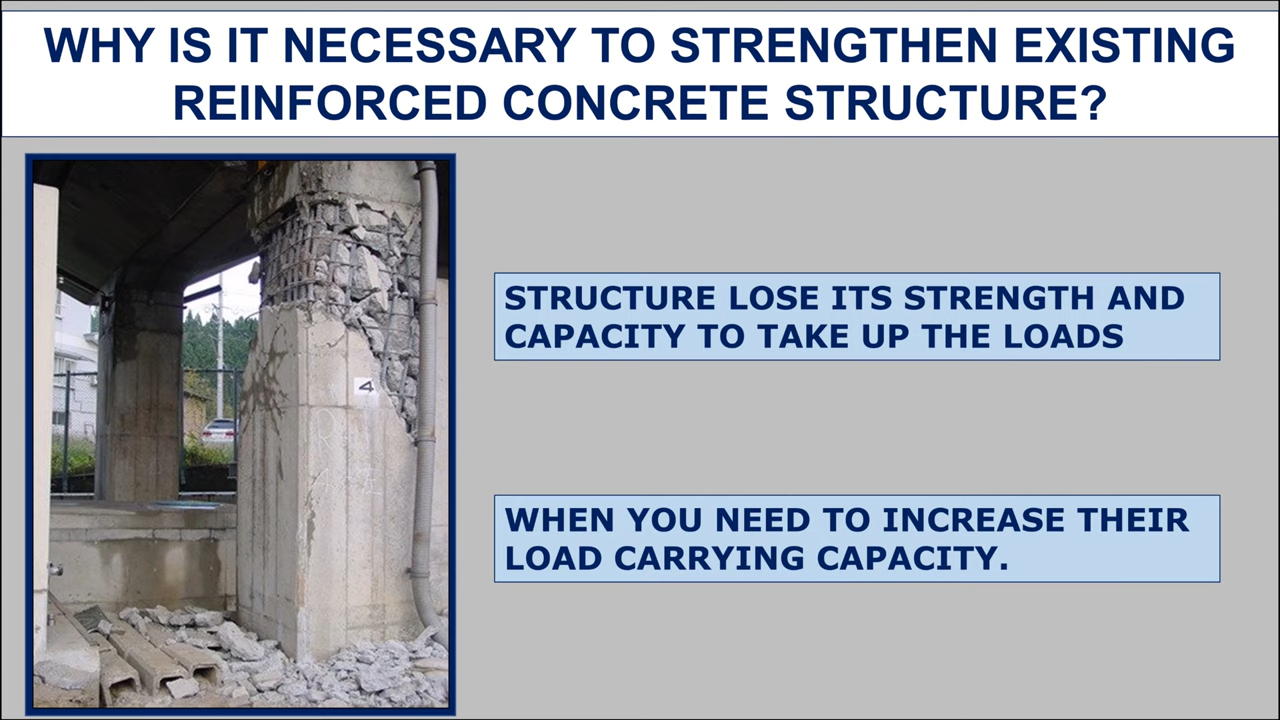 WHY IS IT NECESSARY TO STRENGTHEN EXISTING
REINFORCED CONCRETE STRUCTURE?
4
STRUCTURE LOSE ITS STRENGTH AND
CAPACITY TO TAKE UP THE LOADS
WHEN YOU NEED TO INCREASE THEIR
LOAD CARRYING CAPACITY.